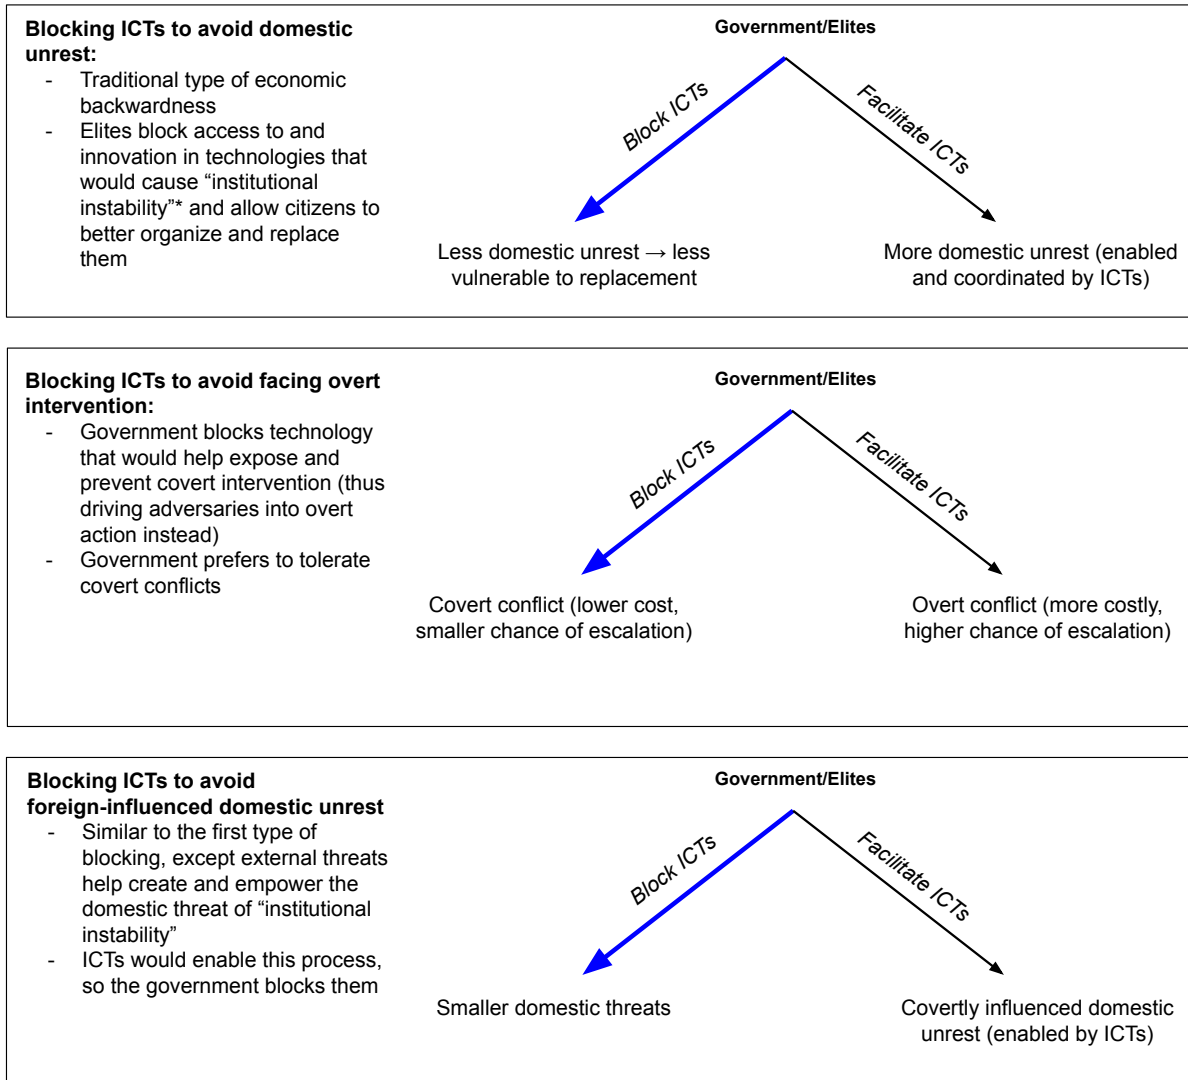 Blocking ICTs to avoid domestic
unrest:
- Traditional type of economic
backwardness
- Elites block access to and
innovation in technologies that
would cause “institutional
instability”* and allow citizens to
better organize and replace
them
Government/Elites
Block ICTs
Facilitate ICTs
Less domestic unrest → less
vulnerable to replacement
More domestic unrest (enabled
and coordinated by ICTs)
Blocking ICTs to avoid facing overt
intervention:
- Government blocks technology
that would help expose and
prevent covert intervention (thus
driving adversaries into overt
action instead)
- Government prefers to tolerate
covert conflicts
Government/Elites
Block ICTs
Facilitate ICTs
Covert conflict (lower cost,
smaller chance of escalation)
Overt conflict (more costly,
higher chance of escalation)
Blocking ICTs to avoid
foreign-influenced domestic unrest
- Similar to the first type of
blocking, except external threats
help create and empower the
domestic threat of “institutional
instability”
- ICTs would enable this process,
so the government blocks them
Government/Elites
Block ICTs
Facilitate ICTs
Smaller domestic threats
Covertly influenced domestic
unrest (enabled by ICTs)